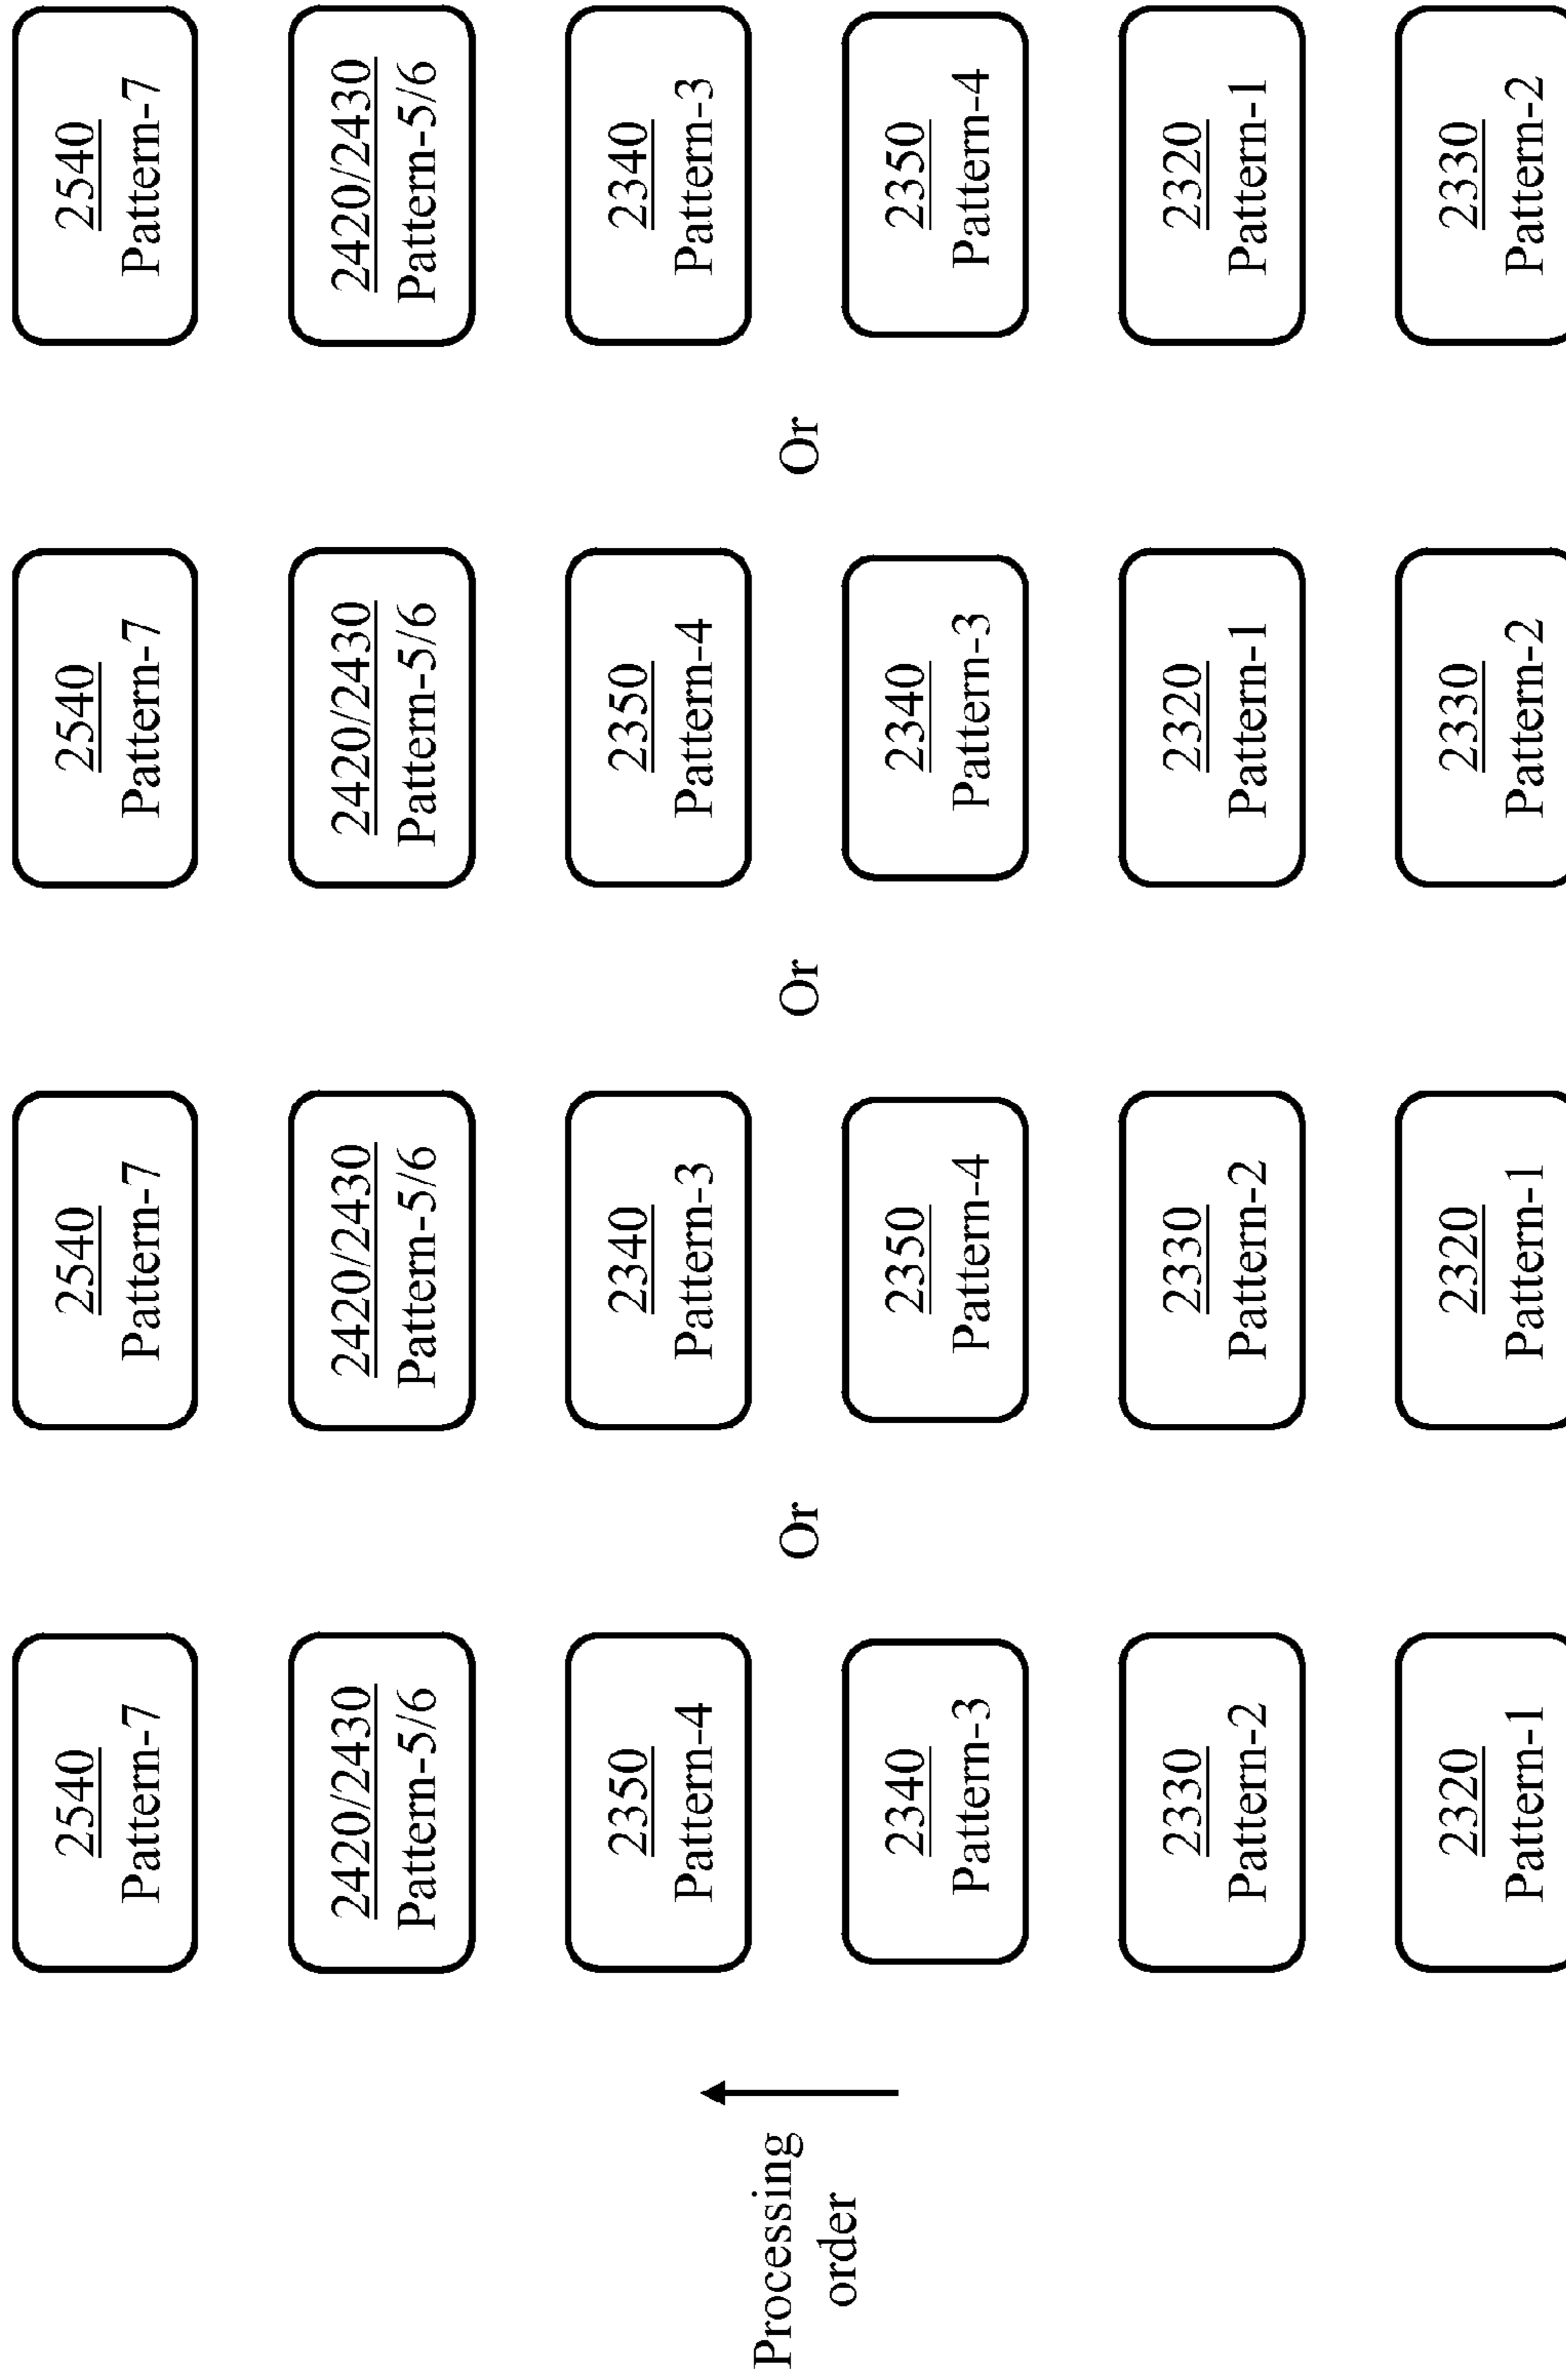 Processing
order
2540
Pattern-7
2420/2430
Pattern-5/6
2350
Pattern-4
2340
Pattern-3
2330
Pattern-2
2320
Pattern-1
Or
2540
Pattern-7
2420/2430
Pattern-5/6
2340
Pattern-3
2350
Pattern-4
2330
Pattern-2
2320
Pattern-1
Or
2540
Pattern-7
2420/2430
Pattern-5/6
2350
Pattern-4
2340
Pattern-3
2320
Pattern-1
2330
Pattern-2
Or
2540
Pattern-7
2420/2430
Pattern-5/6
2340
Pattern-3
2350
Pattern-4
2320
Pattern-1
2330
Pattern-2